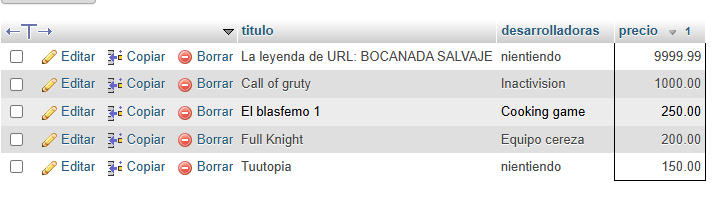 titulo desarrolladoras precio 1
Editar Copiar Borrar La leyenda de URL: BOCANADA SALVAJE nientiendo 9999.99
Editar Copiar Borrar Call of gruty Inactivision 1000.00
Editar Copiar Borrar El blasfemo 1 Cooking game 250.00
Editar Copiar Borrar Full Knight Equipo cereza 200.00
Editar Copiar Borrar Tuutopia nientiendo 150.00